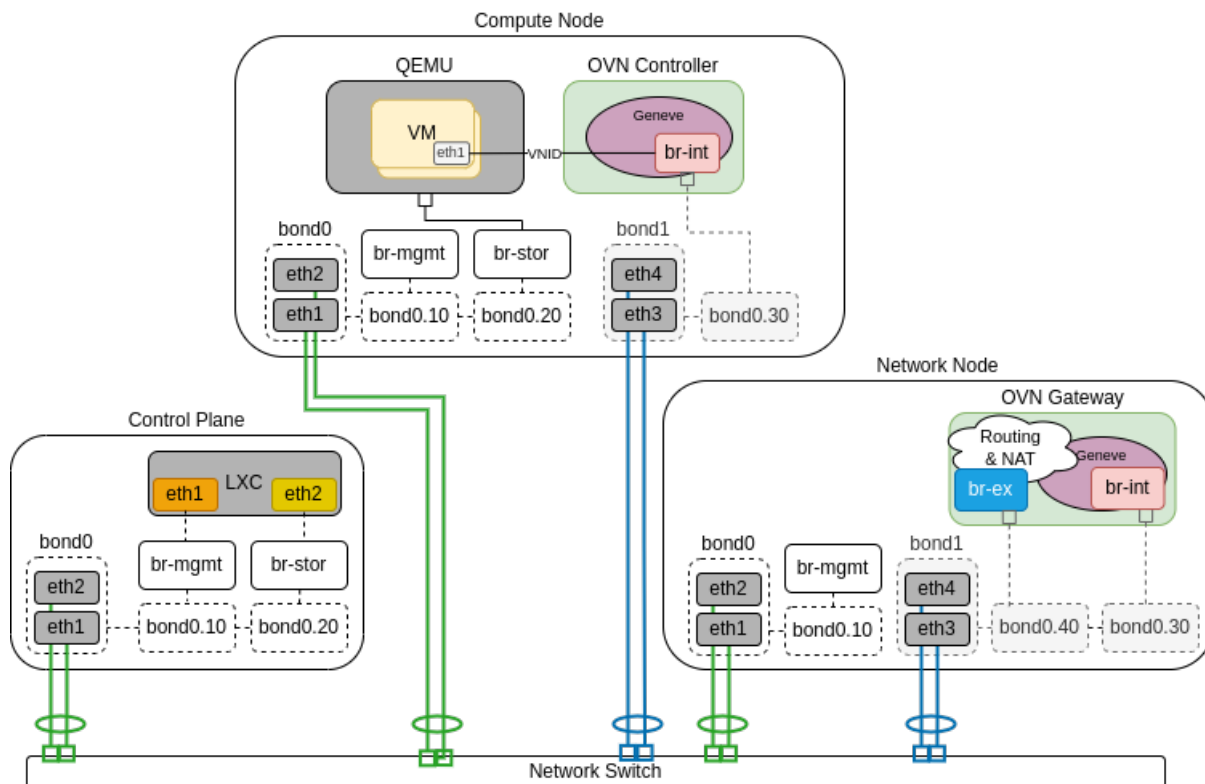 Compute Node
QEMU
OVN Controller
Geneve
VM
eth1
VNID
br-int
bond0
br-mgmt
br-stor
bond1
eth2
eth4
eth1
bond0.10
bond0.20
eth3
bond0.30
Network Node
OVN Gateway
Control Plane
Routing
& NAT
Geneve
LXC
eth1
eth2
br-ex
br-int
bond0
br-mgmt
br-stor
bond0
br-mgmt
bond1
eth2
eth2
eth4
eth1
bond0.10
bond0.20
eth1
bond0.10
eth3
bond0.40
bond0.30
Network Switch